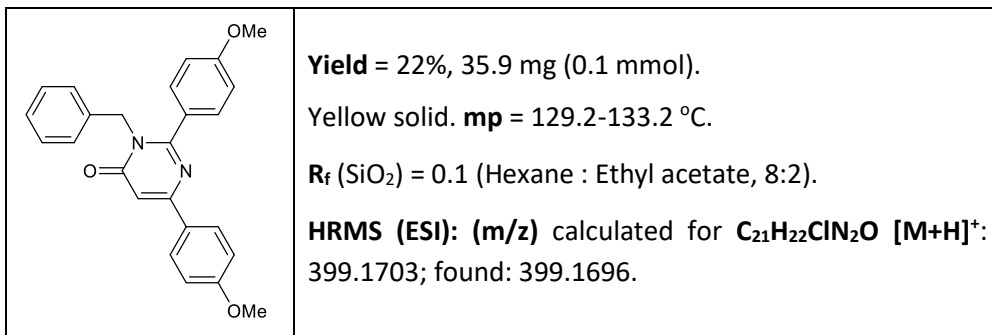 OMe
N
O
N
OMe
Yield = 22%, 35.9 mg (0.1 mmol).
Yellow solid. mp = 129.2-133.2 °C.
Rf (SiO2) = 0.1 (Hexane : Ethyl acetate, 8:2).
HRMS (ESI): (m/z) calculated for C21H22ClN2O [M+H]+:
399.1703; found: 399.1696.